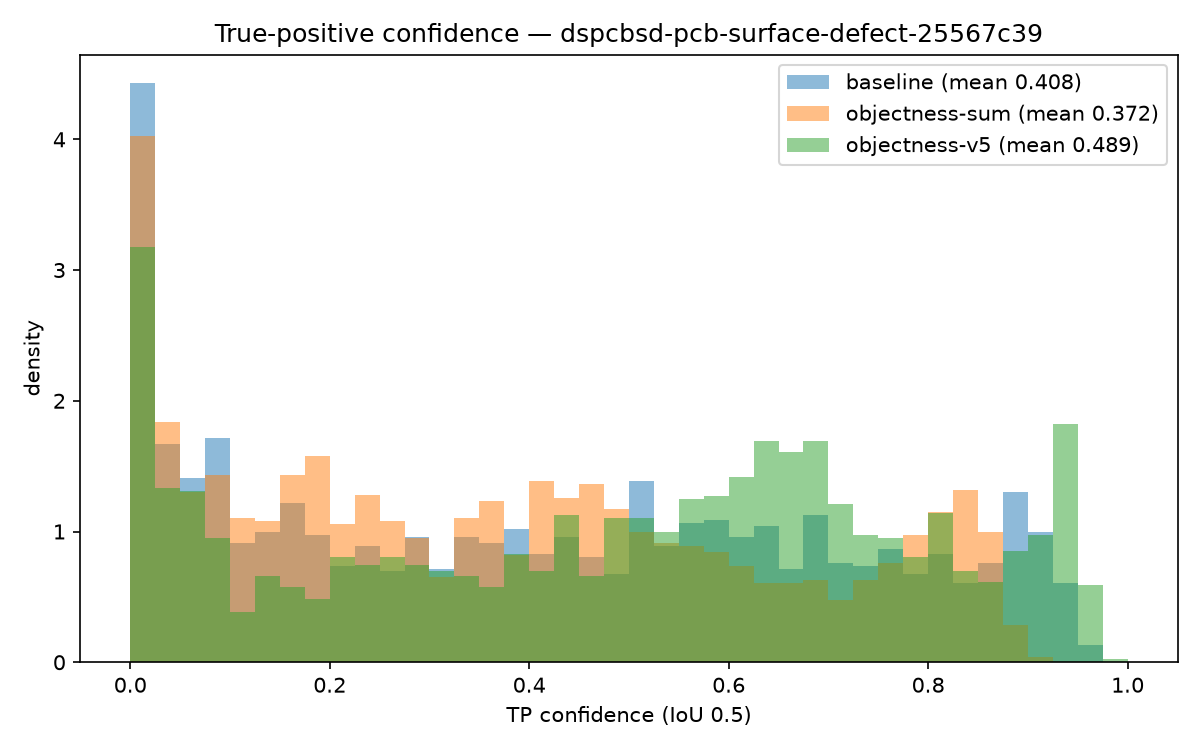 True-positive confidence — dspcbsd-pcb-surface-defect-25567c39
baseline (mean 0.408)
objectness-sum (mean 0.372)
objectness-v5 (mean 0.489)
density
4
3
2
1
0
0.0 0.2 0.4 0.6 0.8 1.0
TP confidence (IoU 0.5)